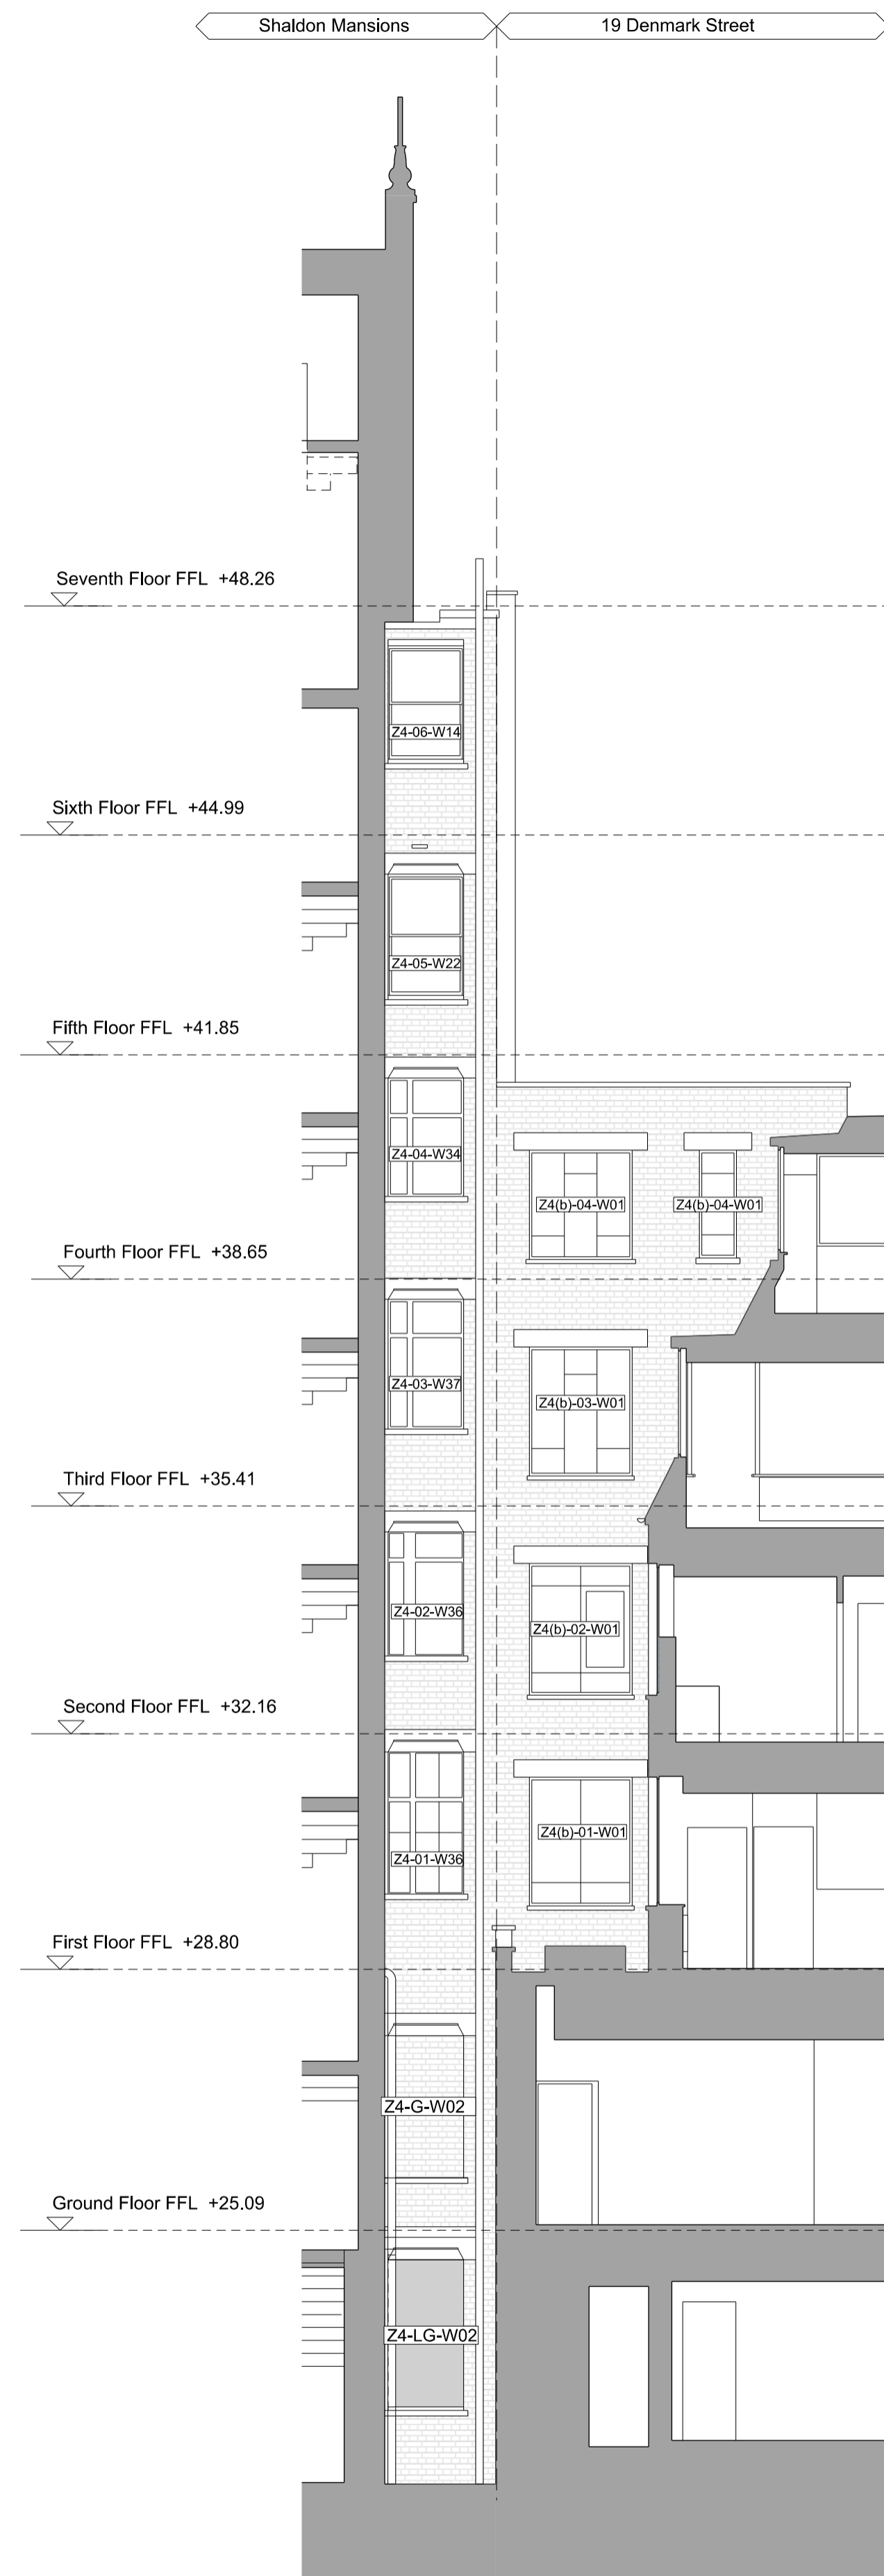 Shaldon Mansions
19 Denmark Street
Seventh Floor FFL +48.26
Z4-06-W14
Sixth Floor FFL +44.99
Z4-05-W22
Fifth Floor FFL +41.85
Z4-04-W34
Z4(b)-04-W01
Z4(b)-04-W01
Fourth Floor FFL +38.65
Z4-03-W37
Z4(b)-03-W01
Third Floor FFL +35.41
Z4-02-W36
Z4(b)-02-W01
Second Floor FFL +32.16
Z4(b)-01-W01
Z4-01-W36
First Floor FFL +28.80
Z4-G-W02
Ground Floor FFL +25.09
Z4-LG-W02